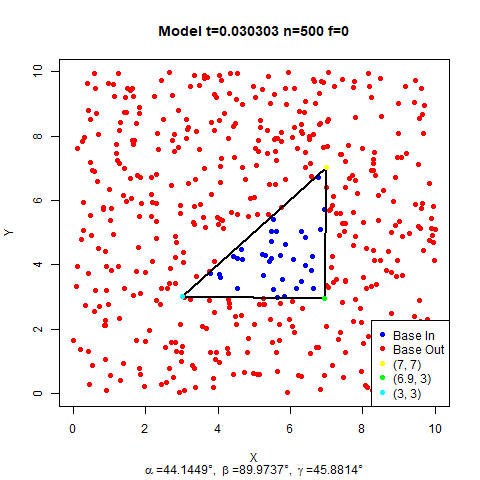 Model t=0.030303 n=500 f=0
10
8
6
Y
4
2
0
Base In
Base Out
(7, 7)
(6.9, 3)
(3, 3)
0 2 4 6 8 10
X
α=44.1449°, β=89.9737°, γ=45.8814°